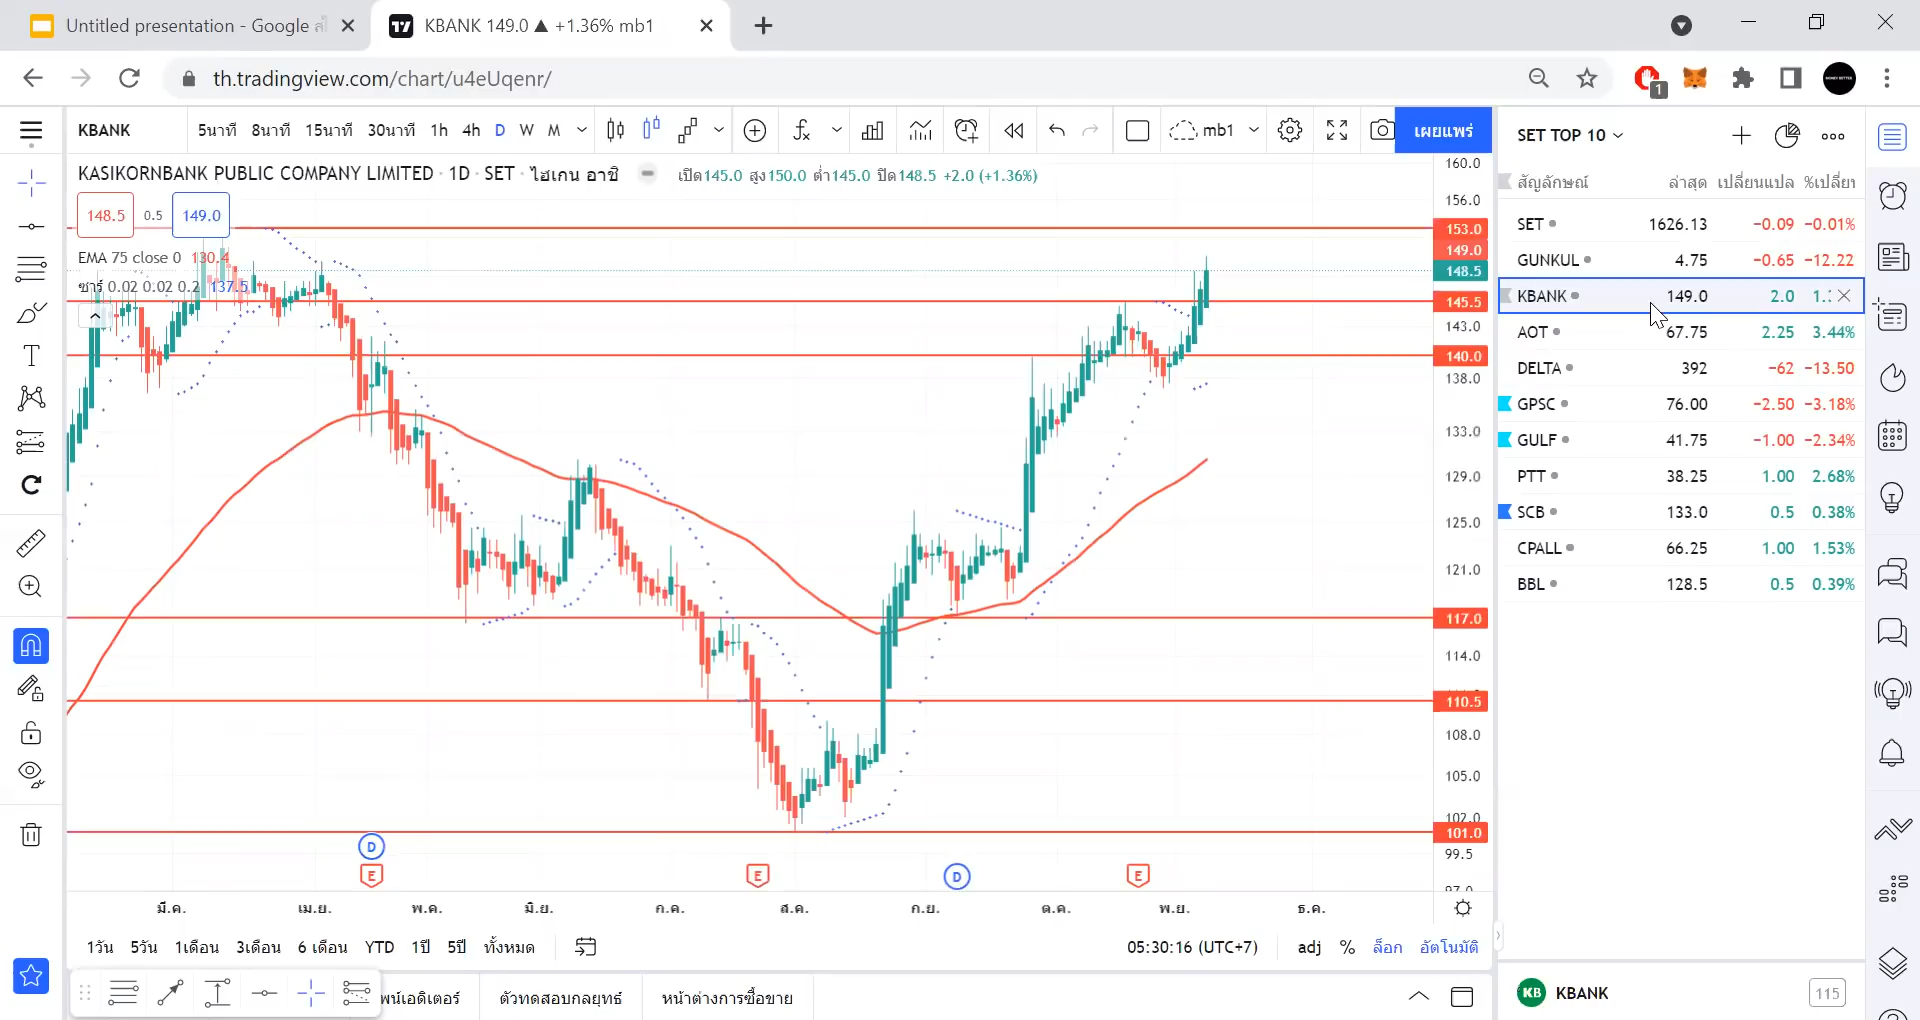 Untitled presentation - Google ส
KBANK 149.0 ▲ +1.36% mb1
th.tradingview.com/chart/u4eUqenr/
1
KBANK
5นาที 8นาที 15นาที 30นาที 1h 4h D W M
mb1
เผยแพร่
SET TOP 10
KASIKORNBANK PUBLIC COMPANY LIMITED · 1D · SET · ไฮเกน อาชิ
เปิด145.0 สูง150.0 ต่ำ145.0 ปิด148.5 +2.0 (+1.36%)
148.5 0.5 149.0
EMA 75 close 0 130.4
ซาร์ 0.02 0.02 0.2 137.5
160.0
156.0
153.0
149.0
148.5
145.5
143.0
140.0
138.0
133.0
129.0
125.0
121.0
117.0
114.0
110.5
108.0
105.0
102.0
101.0
99.5
97.0
D
E
E
D
E
มี.ค. เม.ย. พ.ค. มิ.ย. ก.ค. ส.ค. ก.ย. ต.ค. พ.ย. ธ.ค.
1วัน 5วัน 1เดือน 3เดือน 6 เดือน YTD 1ปี 5ปี ทั้งหมด
05:30:16 (UTC+7) adj % ล็อก อัตโนมัติ
พน์เอดิเตอร์ ตัวทดสอบกลยุทธ์ หน้าต่างการซื้อขาย
สัญลักษณ์ ล่าสุด เปลี่ยนแปล %เปลี่ยน
SET 1626.13 −0.09 −0.01%
GUNKUL 4.75 −0.65 −12.22
KBANK 149.0 2.0 1.
AOT 67.75 2.25 3.44%
DELTA 392 −62 −13.50
GPSC 76.00 −2.50 −3.18%
GULF 41.75 −1.00 −2.34%
PTT 38.25 1.00 2.68%
SCB 133.0 0.5 0.38%
CPALL 66.25 1.00 1.53%
BBL 128.5 0.5 0.39%
KB KBANK 115